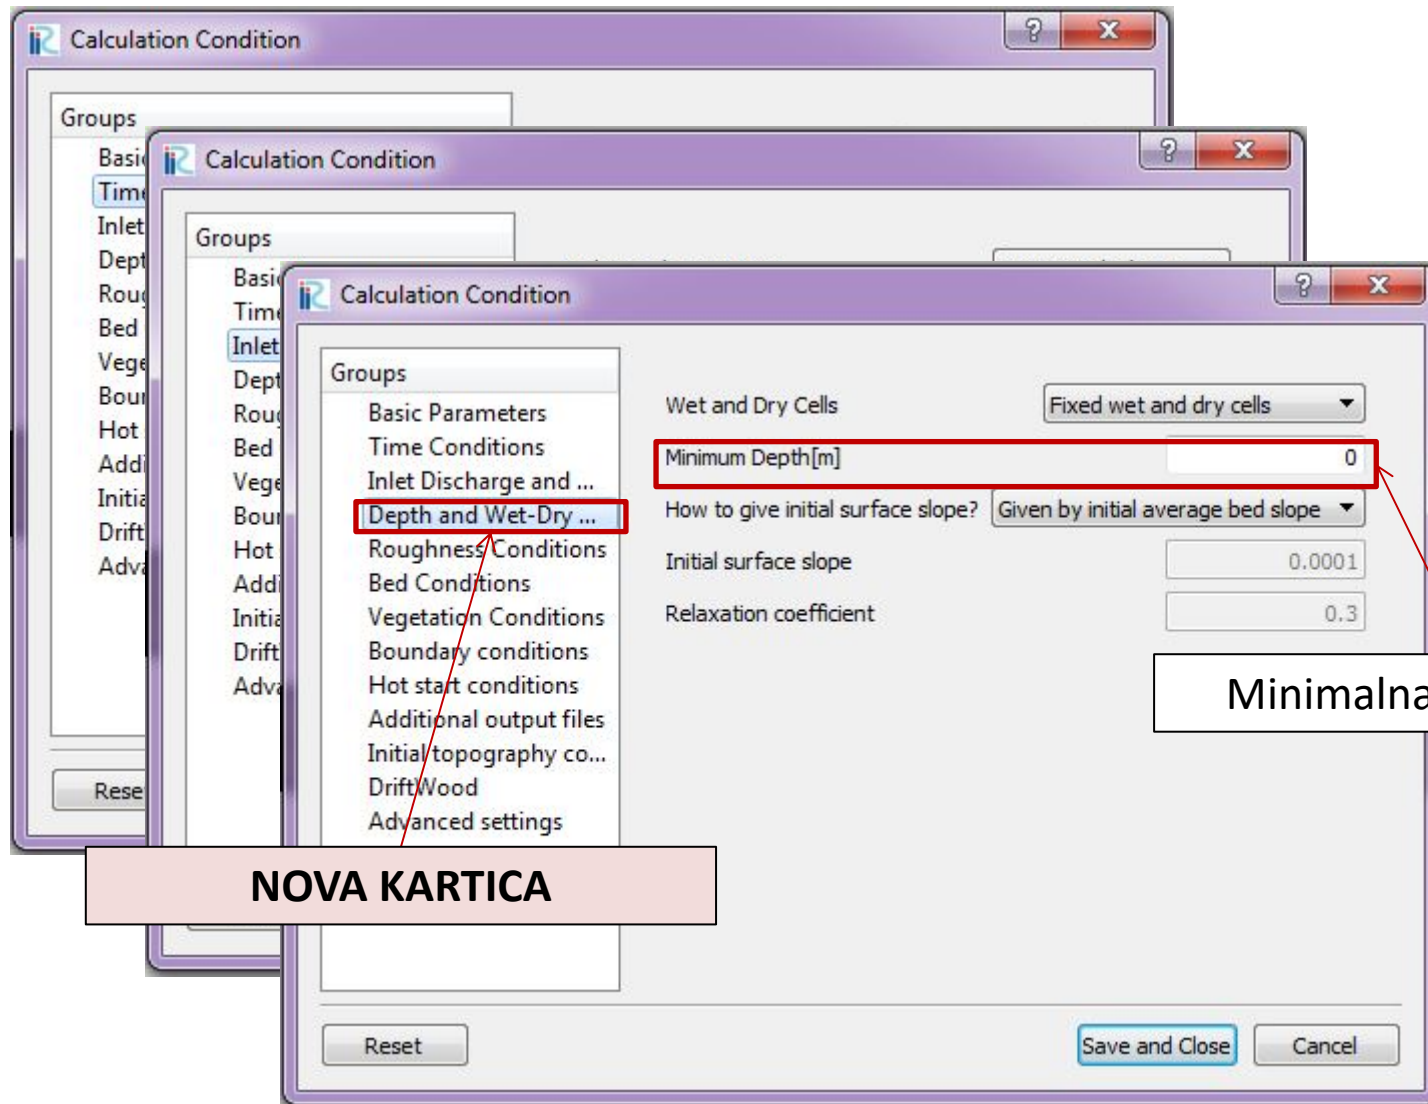 Calculation Condition
Groups
Basi
Time
Inlet
Dept
Roug
Bed
Vege
Boun
Hot
Addi
Initia
Drift
Adva
Rese
Calculation Condition
Groups
Basic
Time
Inlet
Dept
Roug
Bed
Vege
Boun
Hot
Addi
Initia
Drift
Adva
Calculation Condition
Groups
Basic Parameters
Time Conditions
Inlet Discharge and ...
Depth and Wet-Dry ...
Roughness Conditions
Bed Conditions
Vegetation Conditions
Boundary conditions
Hot start conditions
Additional output files
Initial topography co...
DriftWood
Advanced settings
Wet and Dry Cells Fixed wet and dry cells
Minimum Depth[m] 0
How to give initial surface slope? Given by initial average bed slope
Initial surface slope 0.0001
Relaxation coefficient 0.3
Minimalna
NOVA KARTICA
Reset Save and Close Cancel